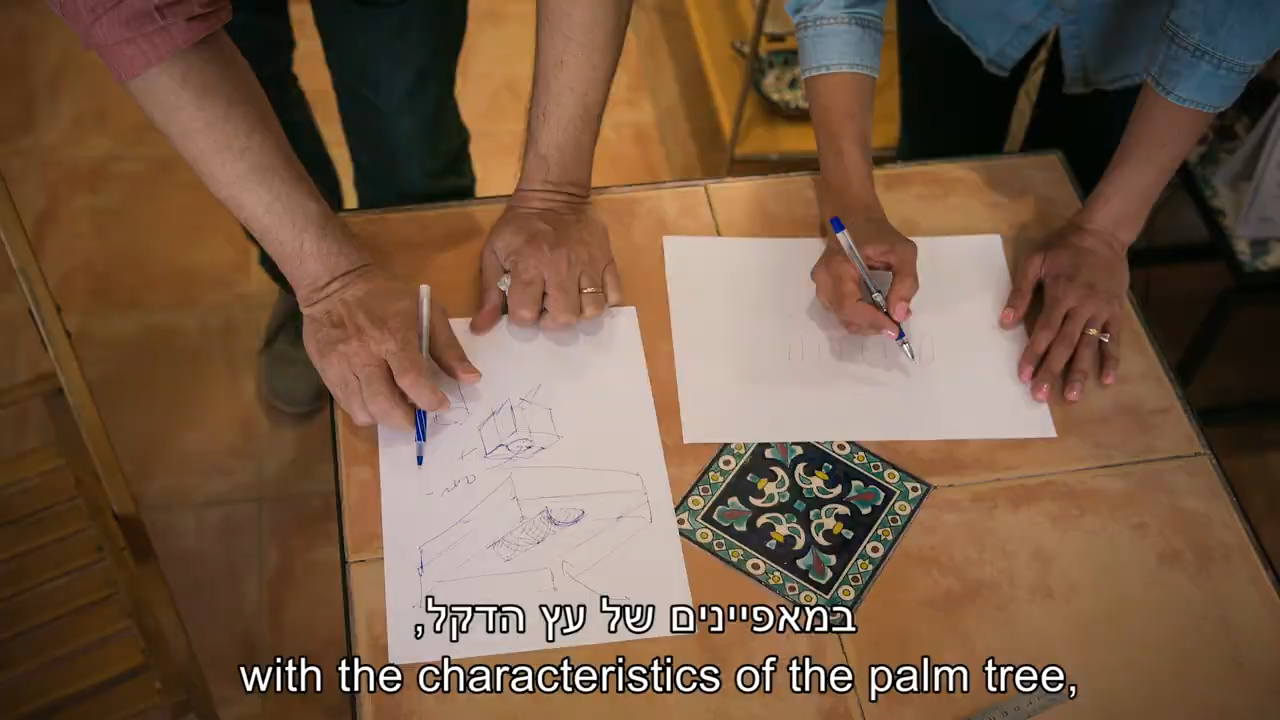 במאפיינים של עץ הדקל,
with the characteristics of the palm tree,